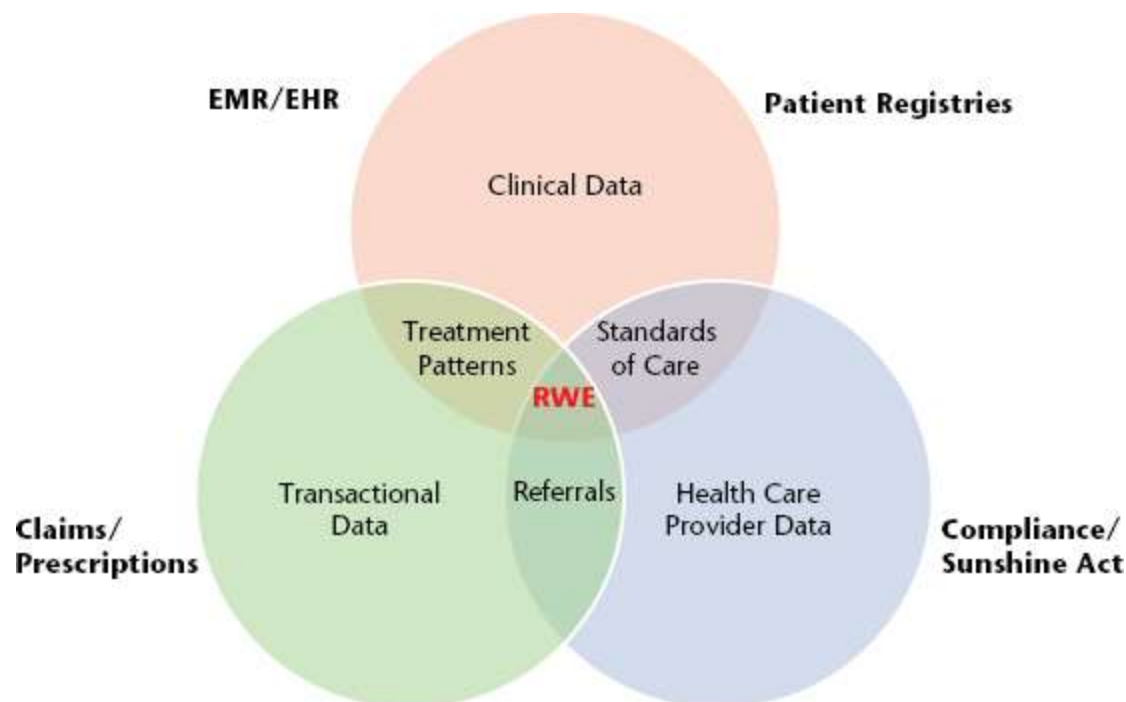 EMR/EHR
Patient Registries
Clinical Data
Treatment
Patterns
Standards
of Care
RWE
Transactional
Data
Referrals
Health Care
Provider Data
Claims/
Prescriptions
Compliance/
Sunshine Act